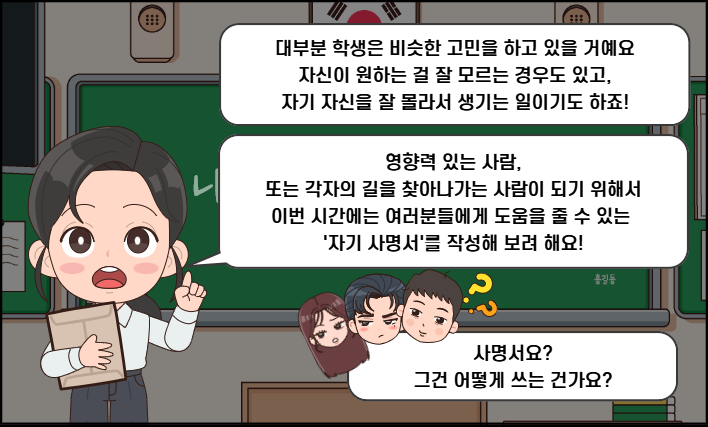 대부분 학생은 비슷한 고민을 하고 있을 거예요
자신이 원하는 걸 잘 모르는 경우도 있고,
자기 자신을 잘 몰라서 생기는 일이기도 하죠!
영향력 있는 사람,
또는 각자의 길을 찾아나가는 사람이 되기 위해서
이번 시간에는 여러분들에게 도움을 줄 수 있는
'자기 사명서'를 작성해 보려 해요!
홍길동
사명서요?
그건 어떻게 쓰는 건가요?